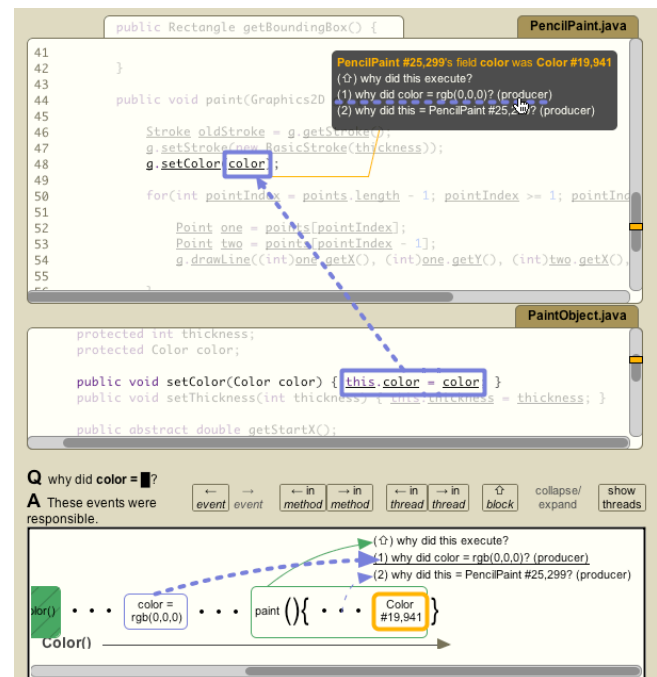 public Rectangle getBoundingBox() {
PencilPaint.java
41
42 }
43
44 public void paint(Graphics2D
45
46 Stroke oldStroke = g.getStroke();
47 g.setStroke(new BasicStroke(thickness));
48 g.setColor(color);
49
50 for(int pointIndex = points.length - 1; pointIndex >= 1; pointInd
51
52 Point one = points[pointIndex];
53 Point two = points[pointIndex - 1];
54 g.drawLine((int)one.getX(), (int)one.getY(), (int)two.getX(),
55
PencilPaint #25,299's field color was Color #19,941
(⇧) why did this execute?
(1) why did color = rgb(0,0,0)? (producer)
(2) why did this = PencilPaint #25,299? (producer)
PaintObject.java
protected int thickness;
protected Color color;
public void setColor(Color color) { this.color = color; }
public void setThickness(int thickness) { this.thickness = thickness; }
public abstract double getStartX();
Q why did color = ■?
A These events were
responsible.
← event
→ event
← in method
→ in method
← in thread
→ in thread
⇧ block
collapse/
expand
show
threads
(⇧) why did this execute?
(1) why did color = rgb(0,0,0)? (producer)
(2) why did this = PencilPaint #25,299? (producer)
olor()
• • •
color =
rgb(0,0,0)
• • •
paint (){ • • •
Color
#19,941
}
Color()